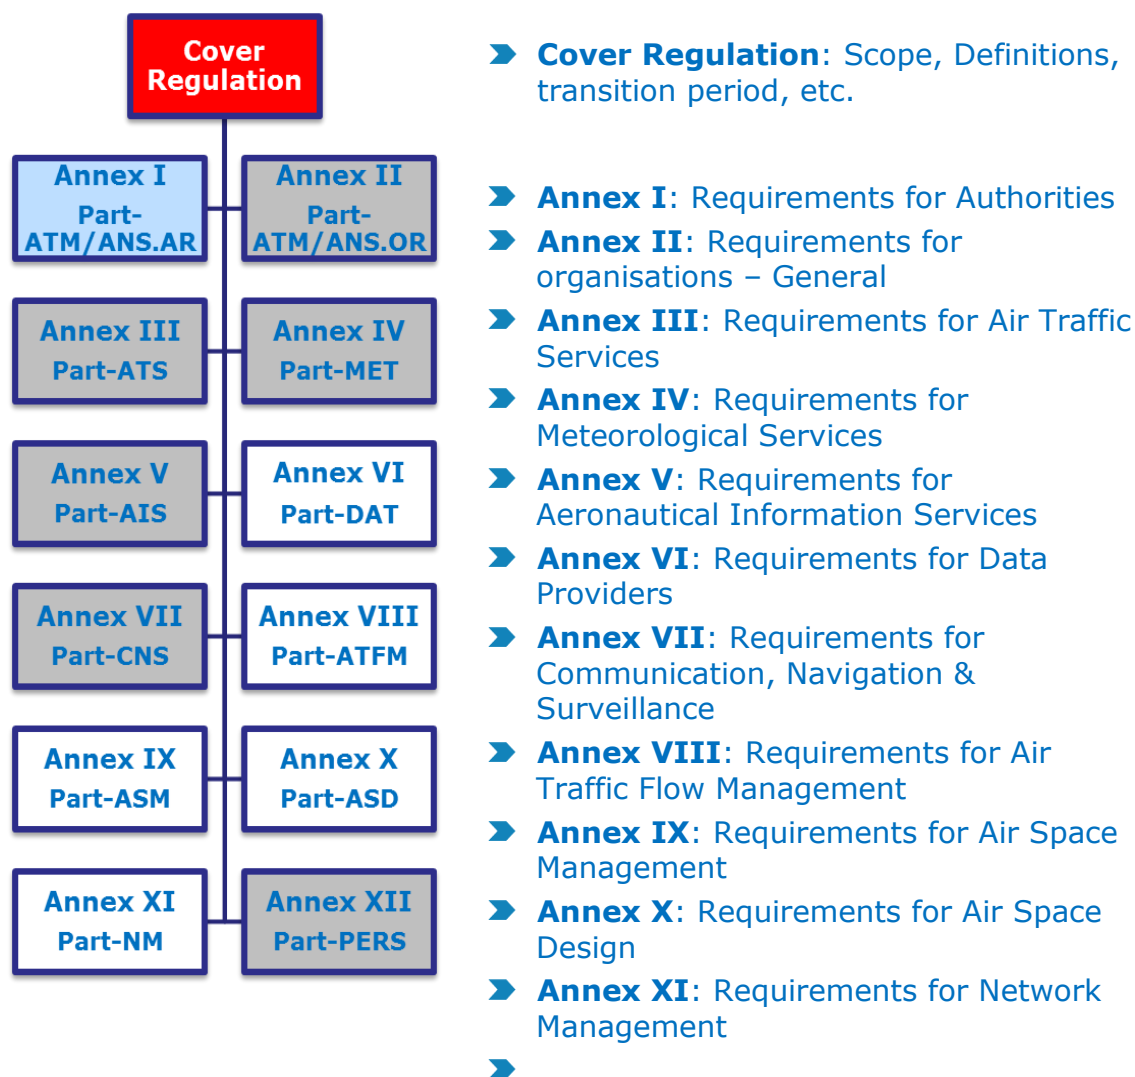 Cover
Regulation
Annex I
Part-
ATM/ANS.AR
Annex II
Part-
ATM/ANS.OR
Annex III
Part-ATS
Annex IV
Part-MET
Annex V
Part-AIS
Annex VI
Part-DAT
Annex VII
Part-CNS
Annex VIII
Part-ATFM
Annex IX
Part-ASM
Annex X
Part-ASD
Annex XI
Part-NM
Annex XII
Part-PERS
Cover Regulation: Scope, Definitions,
transition period, etc.
Annex I: Requirements for Authorities
Annex II: Requirements for
organisations – General
Annex III: Requirements for Air Traffic
Services
Annex IV: Requirements for
Meteorological Services
Annex V: Requirements for
Aeronautical Information Services
Annex VI: Requirements for Data
Providers
Annex VII: Requirements for
Communication, Navigation &
Surveillance
Annex VIII: Requirements for Air
Traffic Flow Management
Annex IX: Requirements for Air Space
Management
Annex X: Requirements for Air Space
Design
Annex XI: Requirements for Network
Management